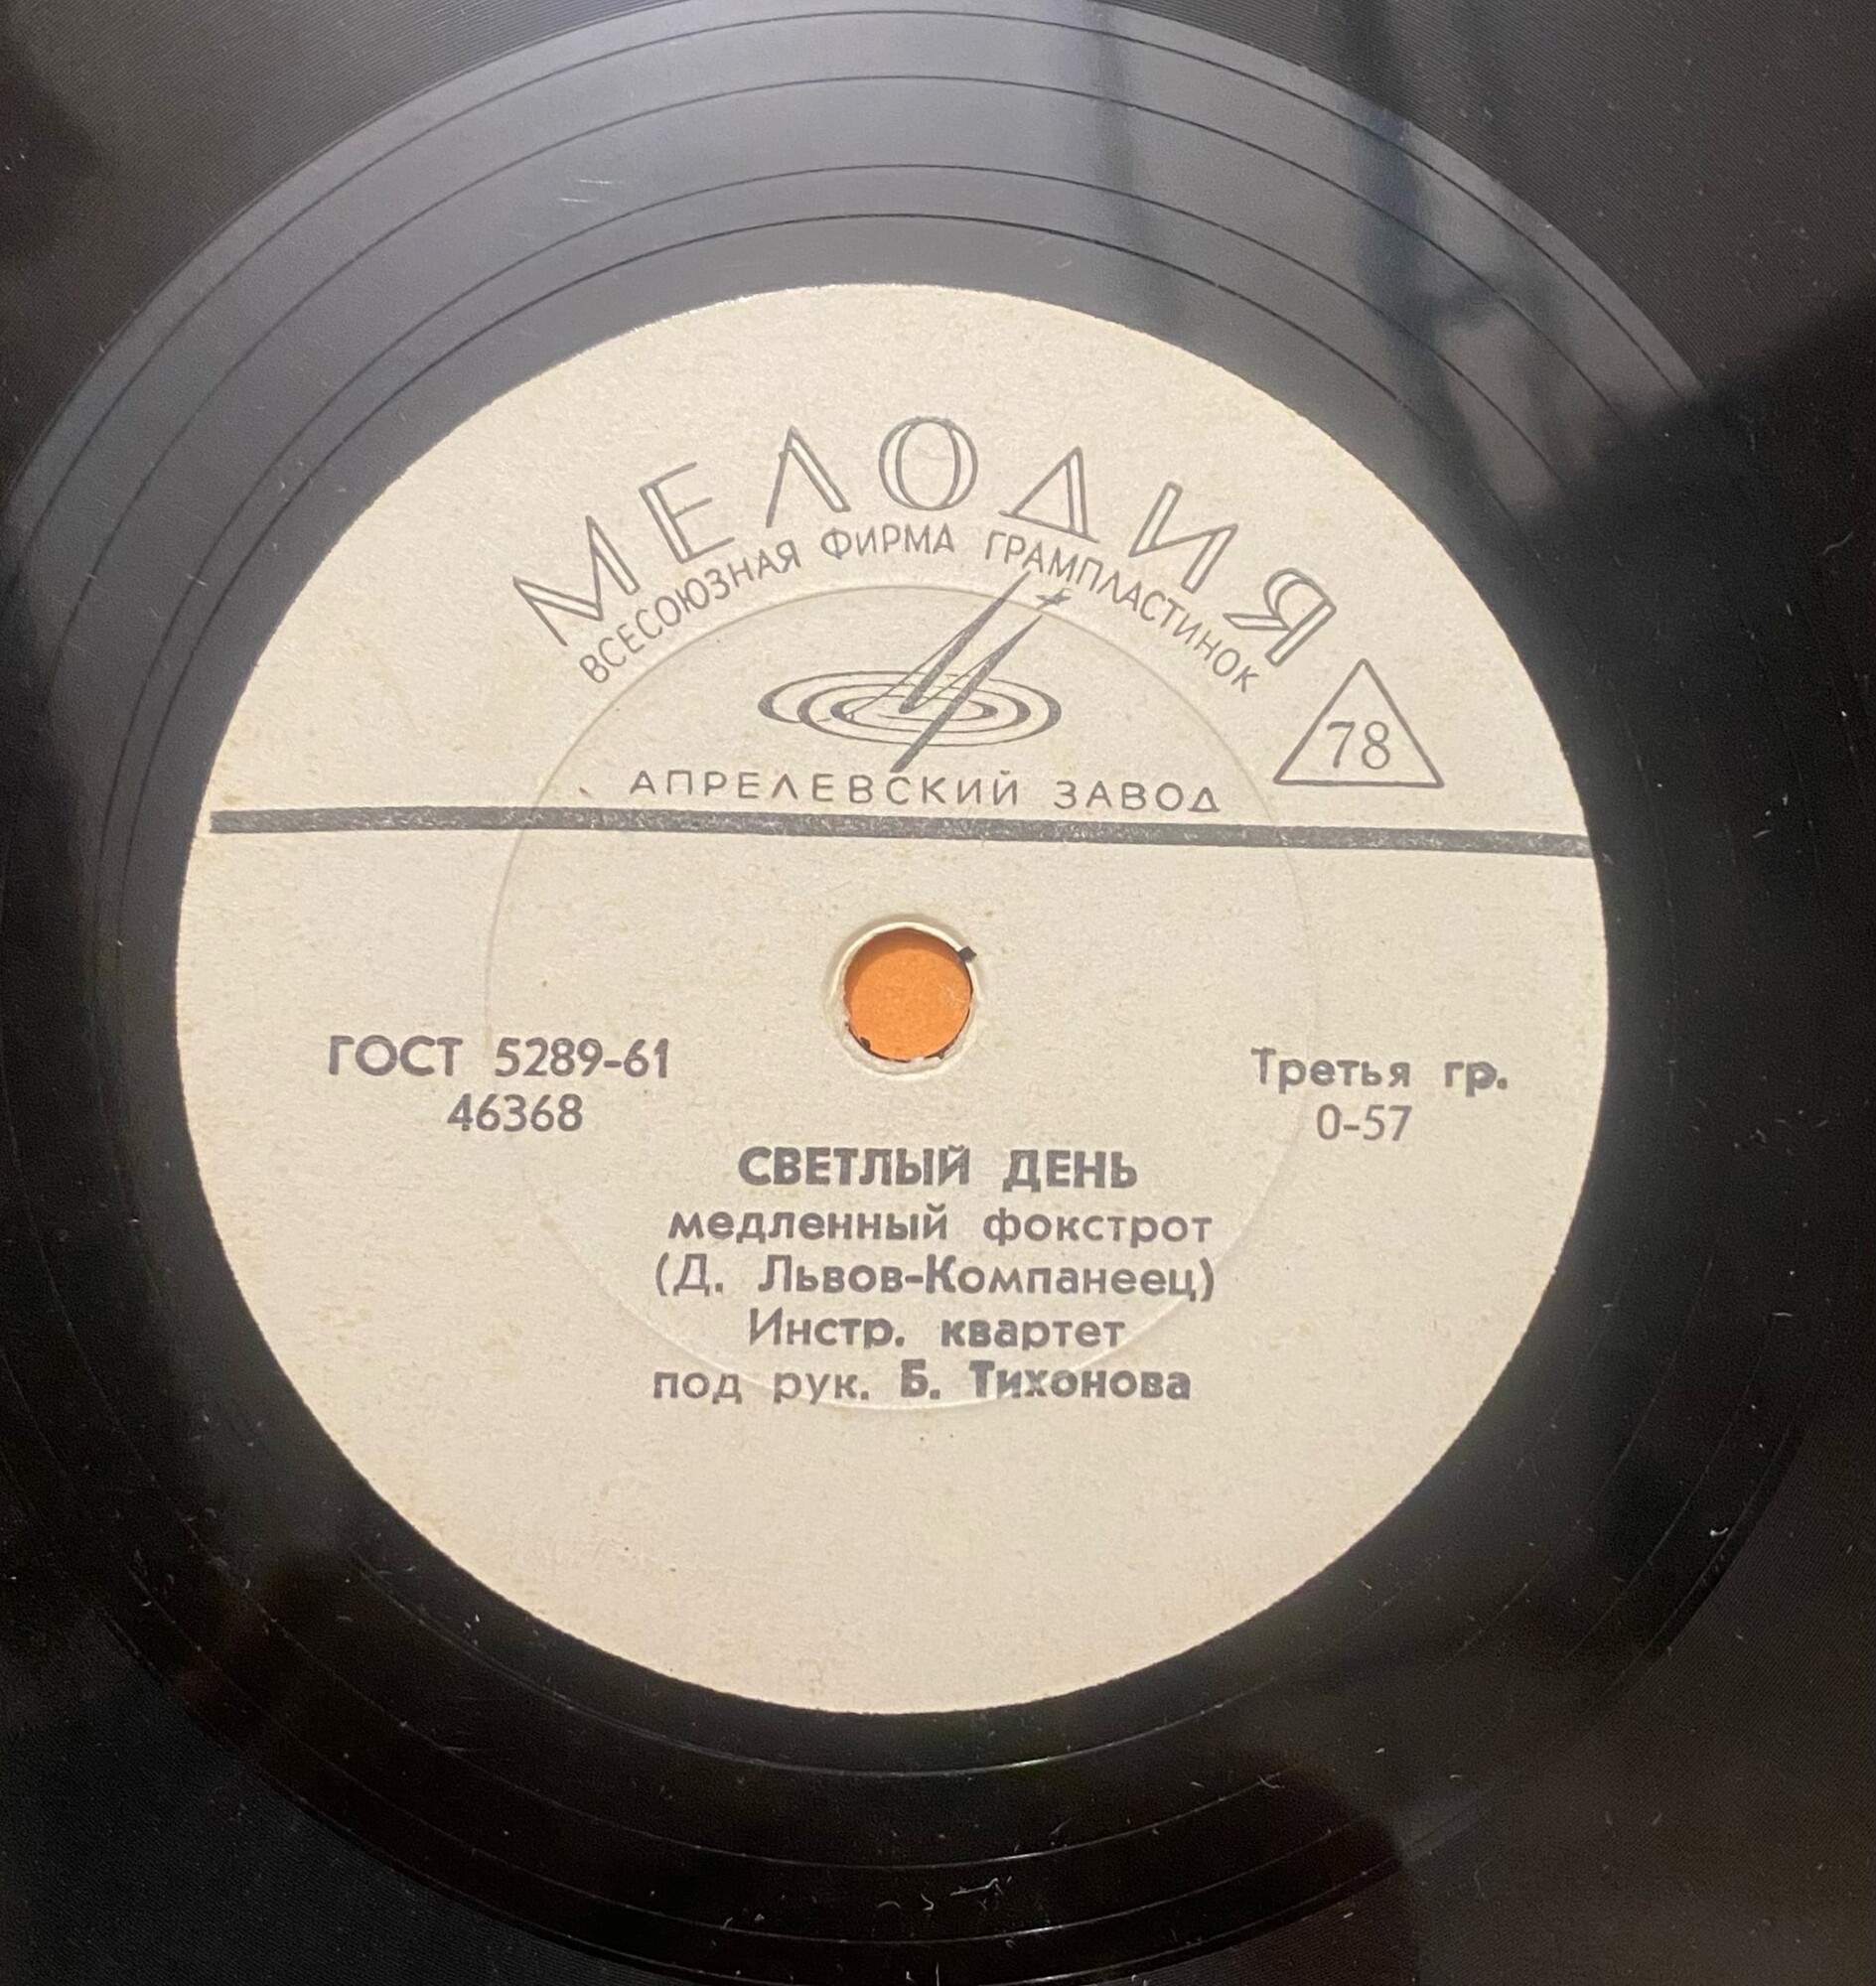 МЕЛОДИЯ
ВСЕСОЮЗНАЯ ФИРМА ГРАМПЛАСТИНОК
78
АПРЕЛЕВСКИЙ ЗАВОД
ГОСТ 5289-61
46368
Третья гр.
0-57
СВЕТЛЫЙ ДЕНЬ
медленный фокстрот
(Д. Львов-Компанеец)
Инстр. квартет
под рук. Б. Тихонова